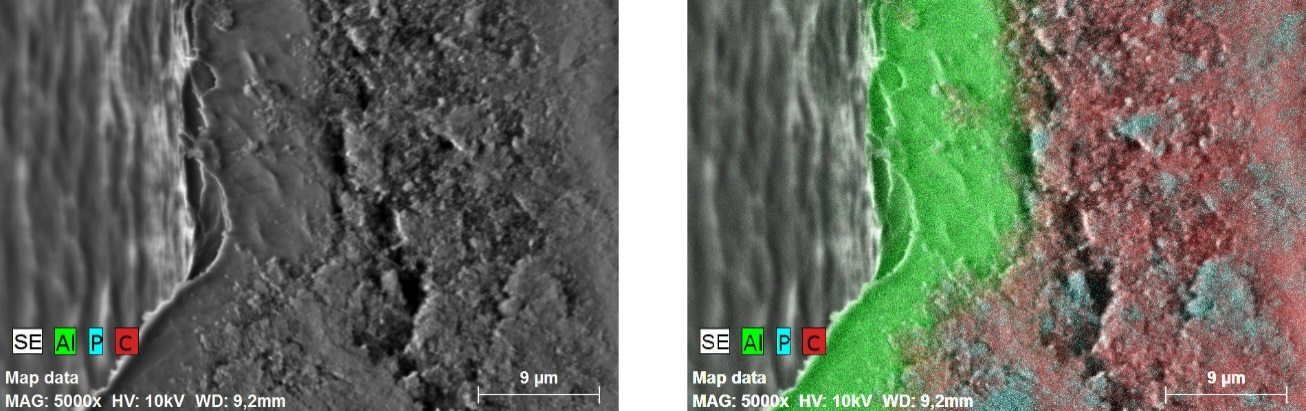 SE Al P C
Map data
MAG: 5000x HV: 10kV WD: 9,2mm
9 µm
SE Al P C
Map data
MAG: 5000x HV: 10kV WD: 9,2mm
9 µm